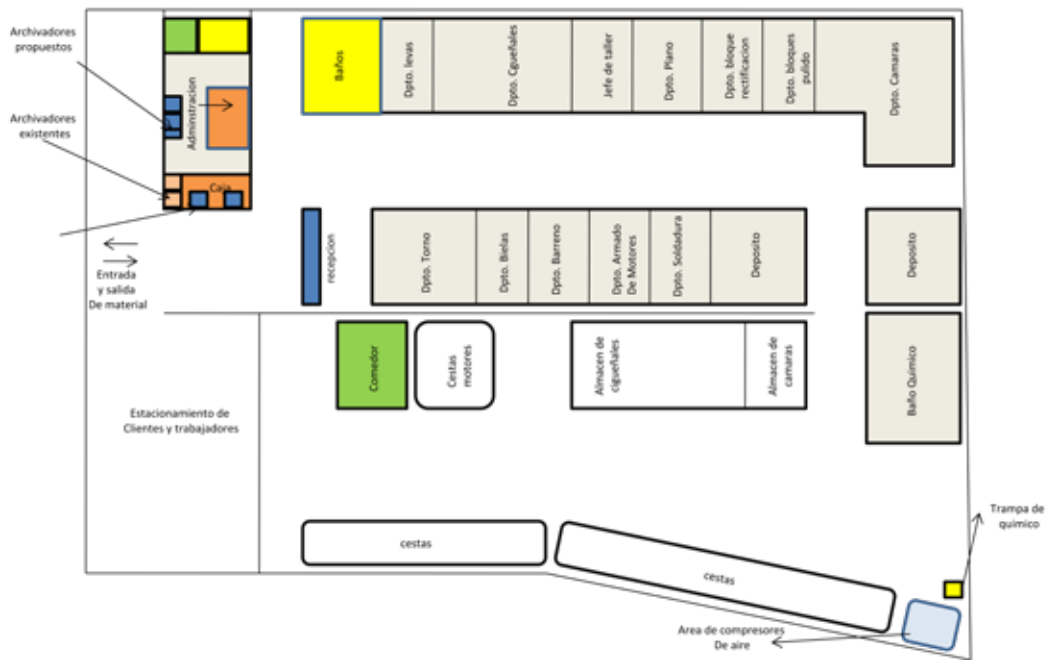 Archivadores
propuestos
Archivadores
existentes
Adminstracion
Caja
Entrada
y salida
De material
Baños
Dpto. levas
Dpto. Cgueñales
Jefe de taller
Dpto. Plano
Dpto. bloque
rectificacion
Dpto. bloques
pulido
Dpto. Camaras
recepcion
Dpto. Torno
Dpto. Bielas
Dpto. Barreno
Dpto. Armado
De Motores
Dpto. Soldadura
Deposito
Deposito
Comedor
Cestas
motores
Almacen de
cigueñales
Almacen de
camaras
Baño Quimico
Estacionamiento de
Clientes y trabajadores
cestas
cestas
Trampa de
quimico
Area de compresores
De aire